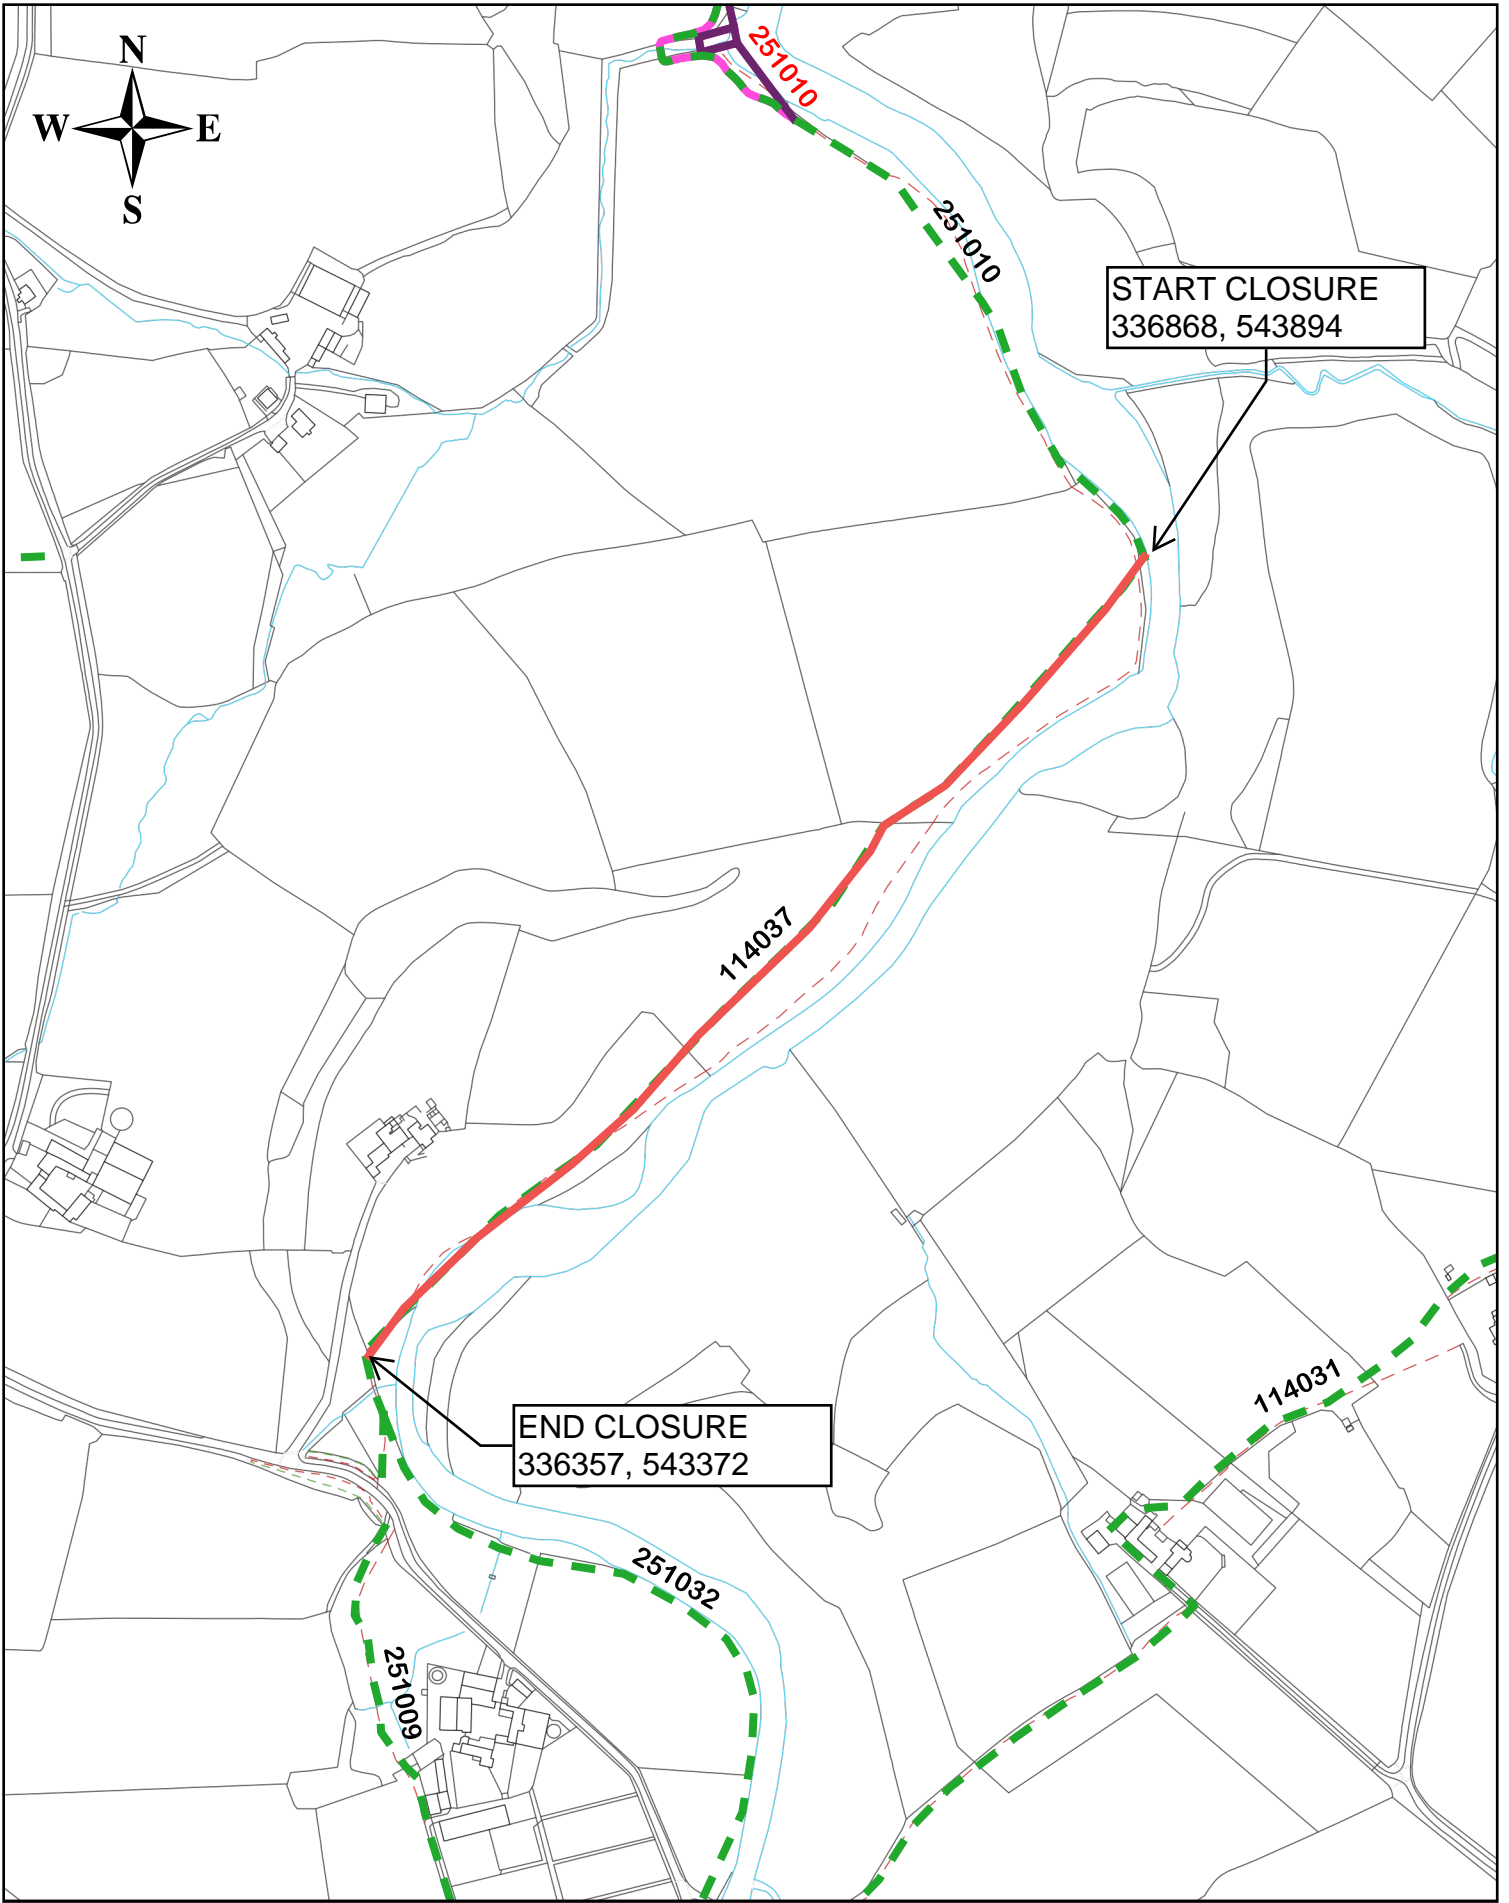 N
W E
S
251010
251010
START CLOSURE
336868, 543894
114037
END CLOSURE
336357, 543372
114031
251032
251009